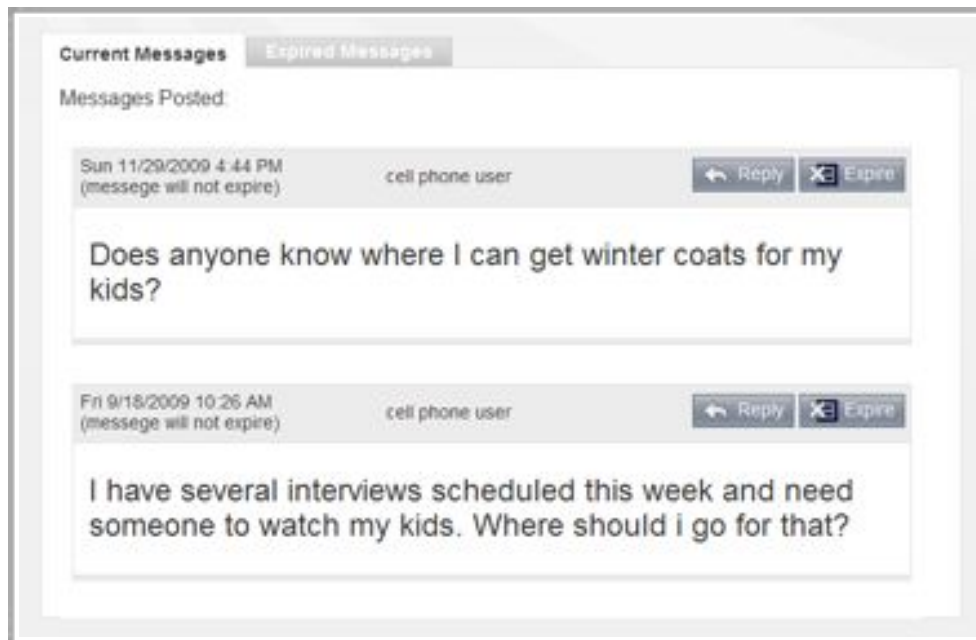 Current Messages Expired Messages
Messages Posted:
Sun 11/29/2009 4:44 PM
(messege will not expire)
cell phone user
Reply
Expire
Does anyone know where I can get winter coats for my
kids?
Fri 9/18/2009 10:26 AM
(messege will not expire)
cell phone user
Reply
Expire
I have several interviews scheduled this week and need
someone to watch my kids. Where should i go for that?